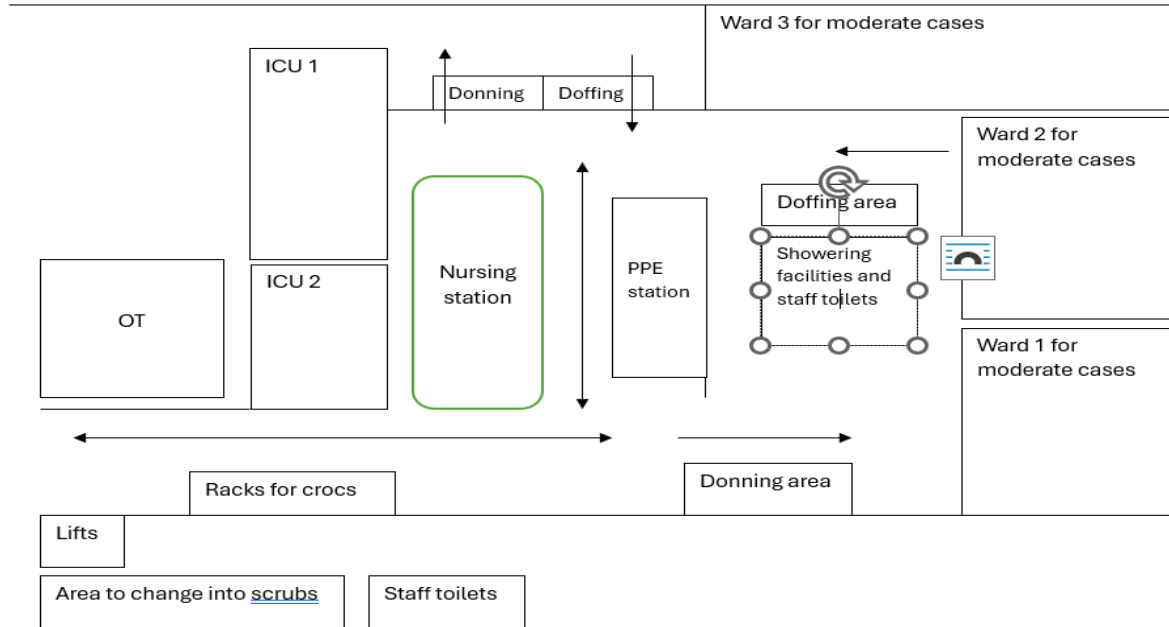 Ward 3 for moderate cases
ICU 1
Donning
Doffing
Ward 2 for
moderate cases
Doffing area
Showering
facilities and
staff toilets
Nursing
station
PPE
station
ICU 2
OT
Ward 1 for
moderate cases
Racks for crocs
Donning area
Lifts
Area to change into scrubs
Staff toilets